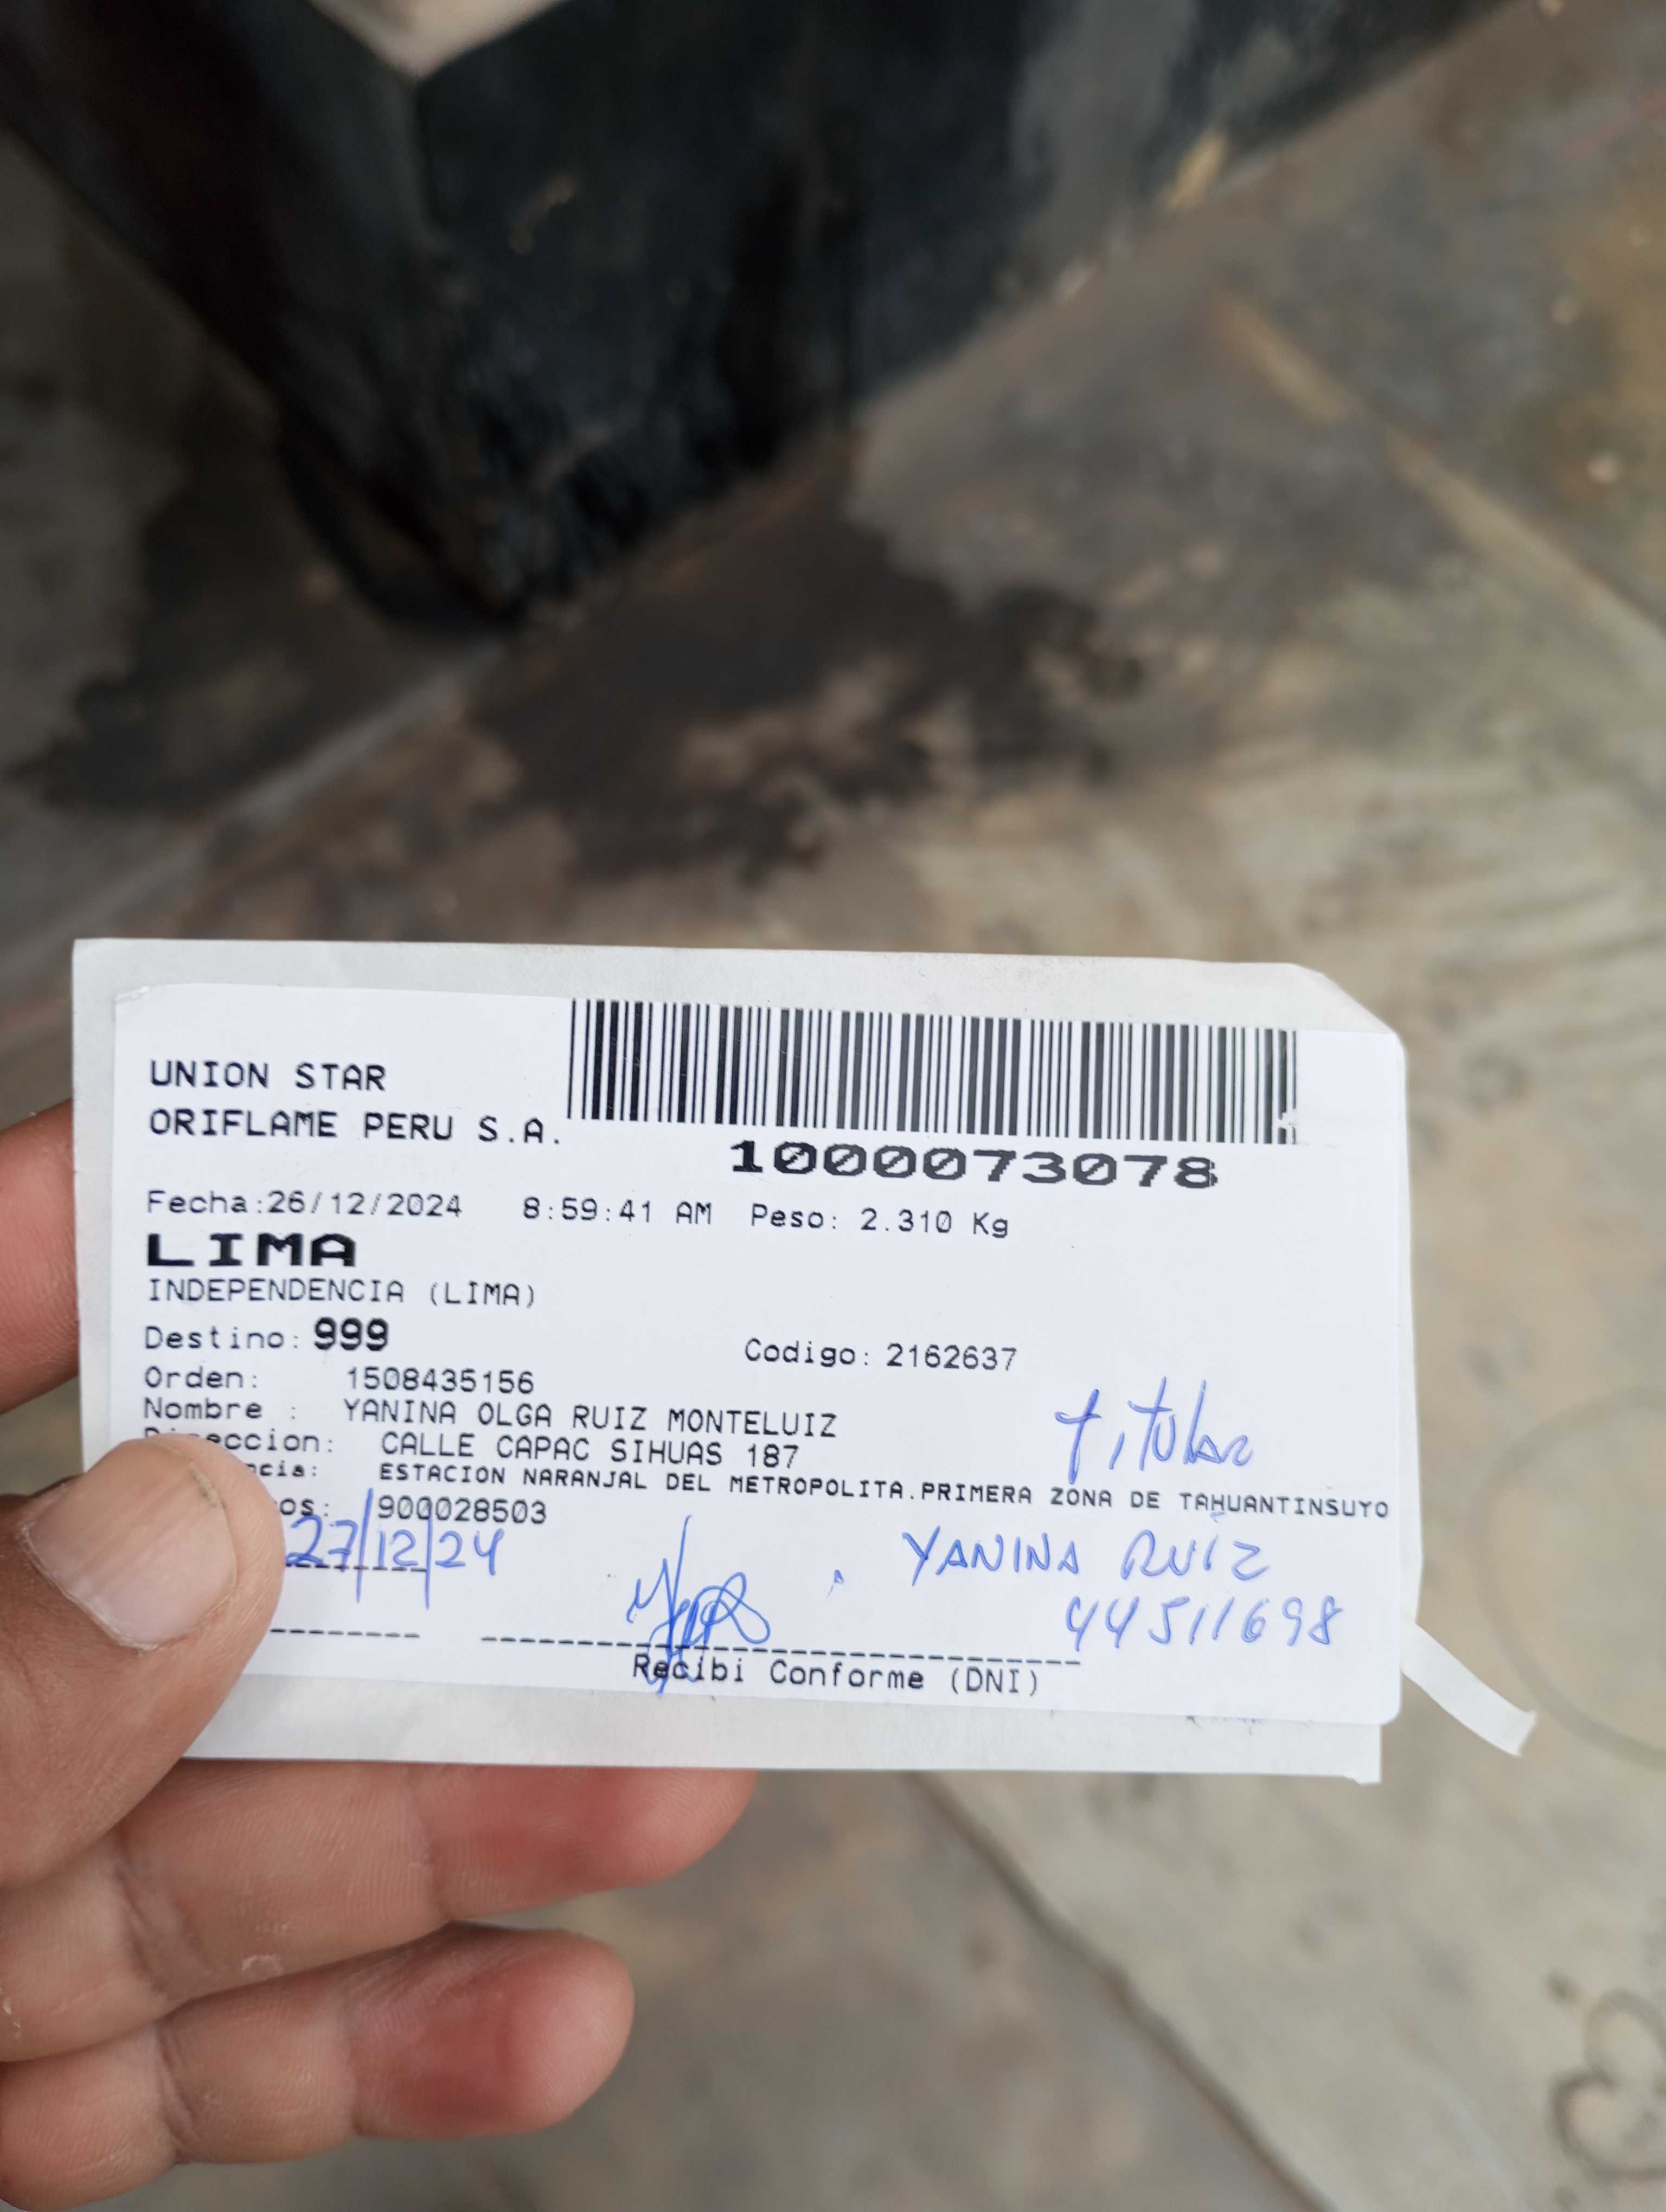 UNION STAR
ORIFLAME PERU S.A.
1000073078
Fecha:26/12/2024 8:59:41 AM Peso: 2.310 Kg
LIMA
INDEPENDENCIA (LIMA)
Destino: 999 Codigo: 2162637
Orden: 1508435156
Nombre : YANINA OLGA RUIZ MONTELUIZ
titular
CALLE CAPAC SIHUAS 187
ESTACION NARANJAL DEL METROPOLITA.PRIMERA ZONA DE TAHUANTINSUYO
900028503
27/12/24
YANINA RUIZ
44511698
Recibi Conforme (DNI)